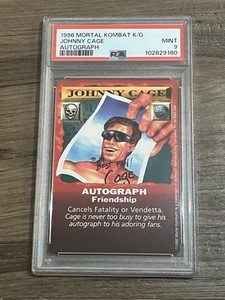 1996 MORTAL KOMBAT K/G
JOHNNY CAGE
MINT
AUTOGRAPH
9
PSA
102829180
JOHNNY CAGE
Cage
AUTOGRAPH
Friendship
Cancels Fatality or Vendetta.
Cage is never too busy to give his
autograph to his adoring fans.